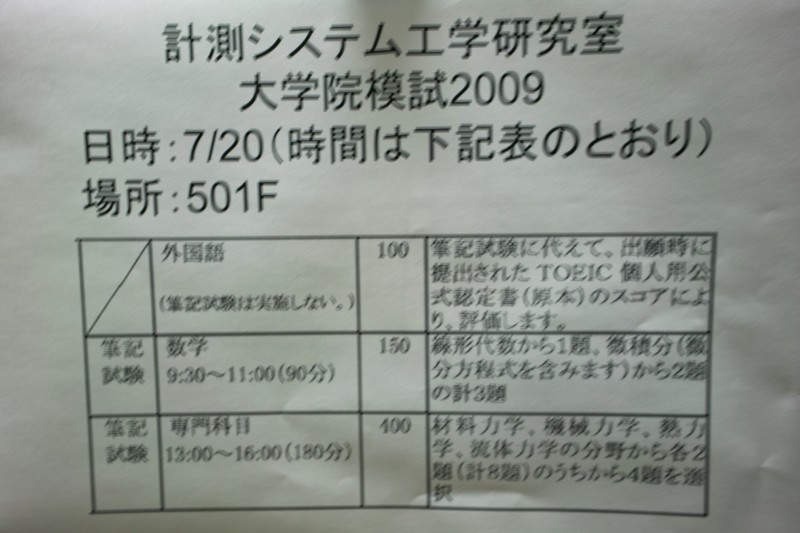 計測システム工学研究室
大学院模試2009
日時:7/20(時間は下記表のとおり)
場所:501F
外国語
(筆記試験は実施しない。)
100
筆記試験に代えて、出願時に
提出された TOEIC 個人用公
式認定書(原本)のスコアによ
り、評価します。
筆記
試験
数学
9:30〜11:00(90分)
150
線形代数から1題、微積分(微
分方程式を含みます)から2題
の計3題
筆記
試験
専門科目
13:00〜16:00(180分)
400
材料力学、機械力学、熱力
学、流体力学の分野から各2
題(計8題)のうちから4題を選
択